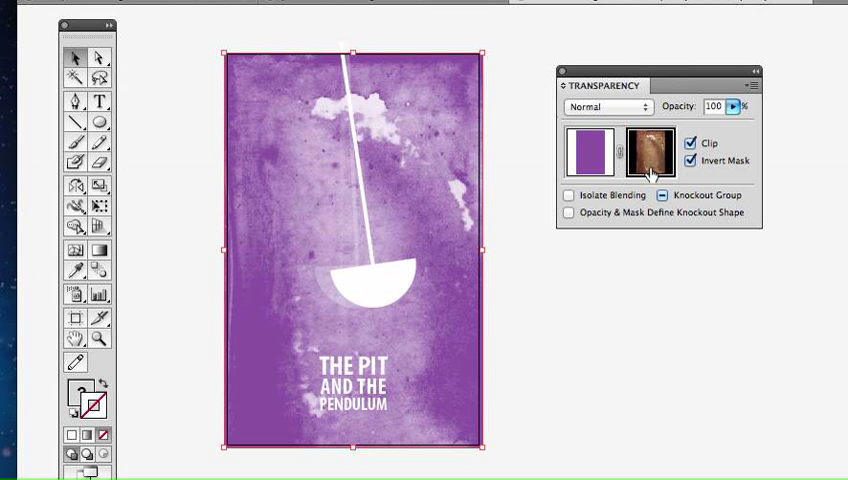 TRANSPARENCY
Normal
Opacity:
100
%
Clip
Invert Mask
Isolate Blending
Knockout Group
Opacity & Mask Define Knockout Shape
T
?
THE PIT
AND THE
PENDULUM